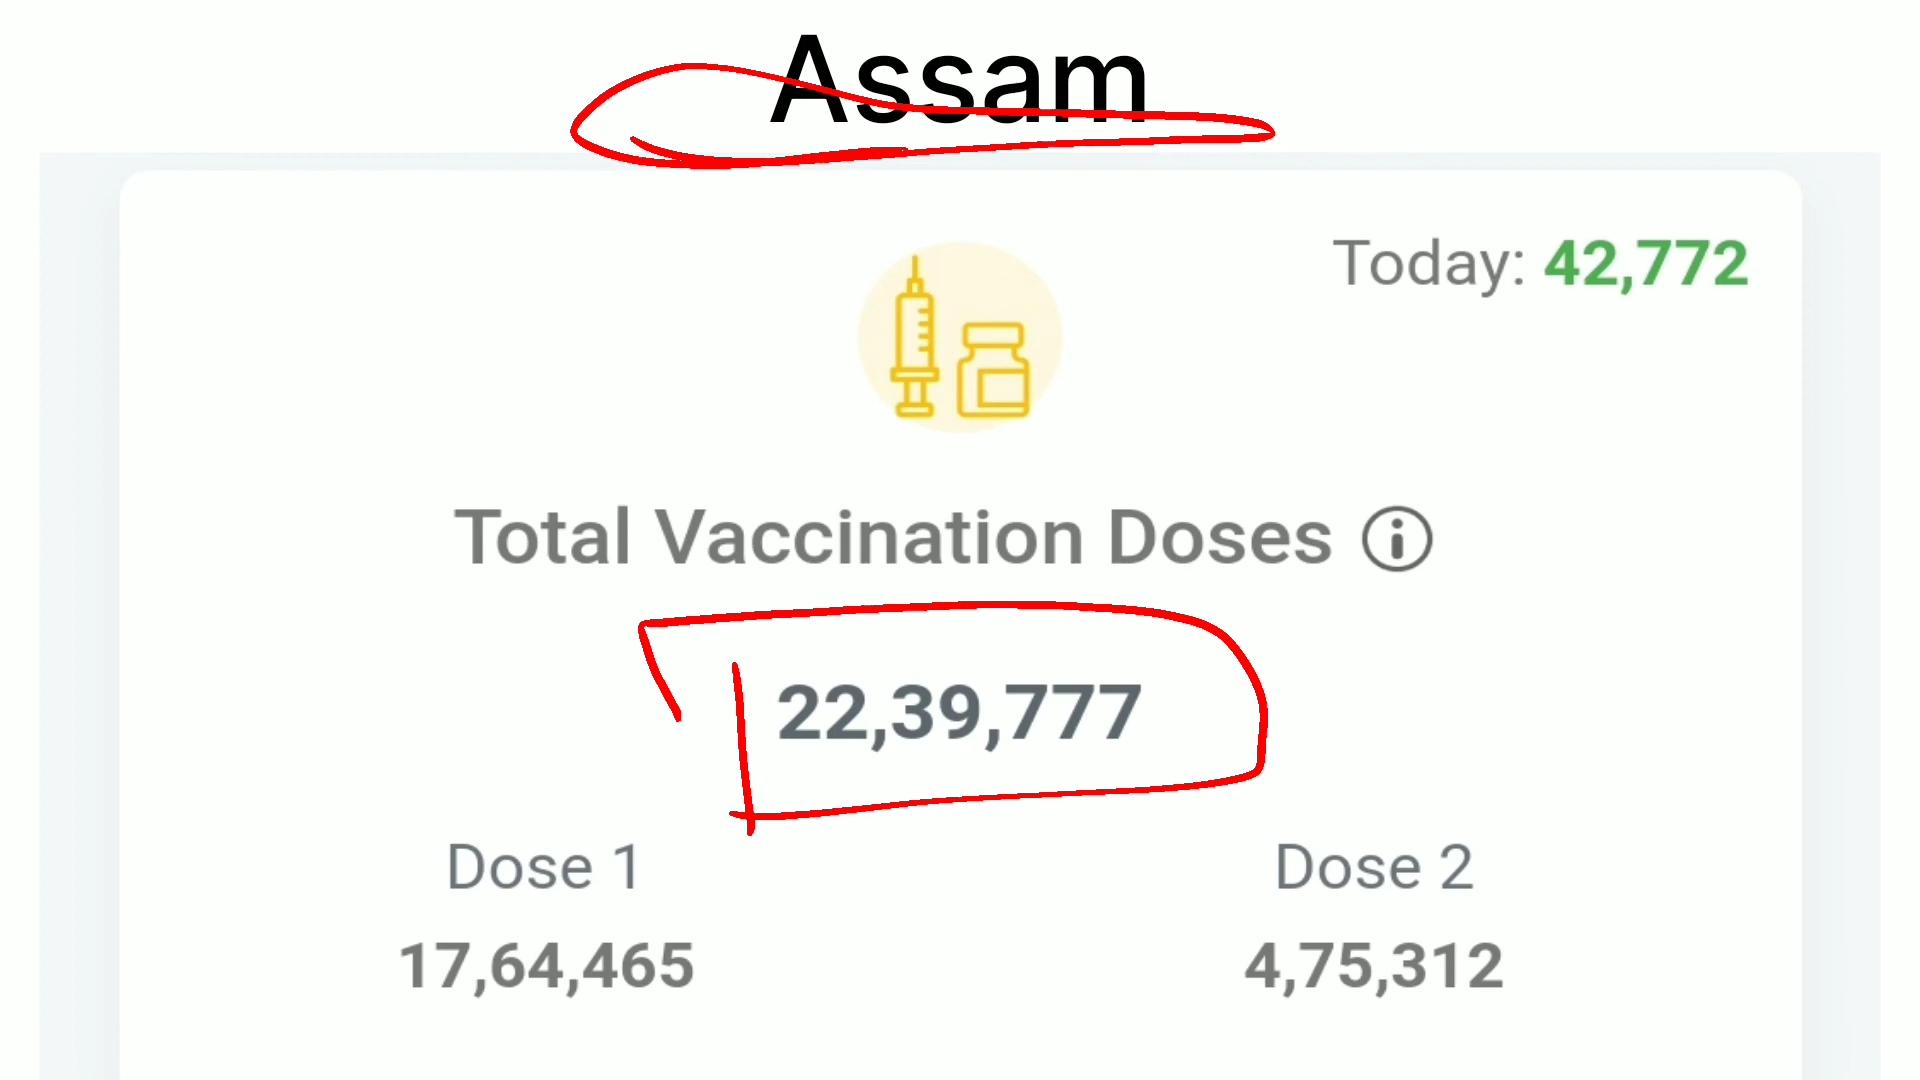 Assam
Today: 42,772
Total Vaccination Doses
22,39,777
Dose 1 Dose 2
17,64,465 4,75,312